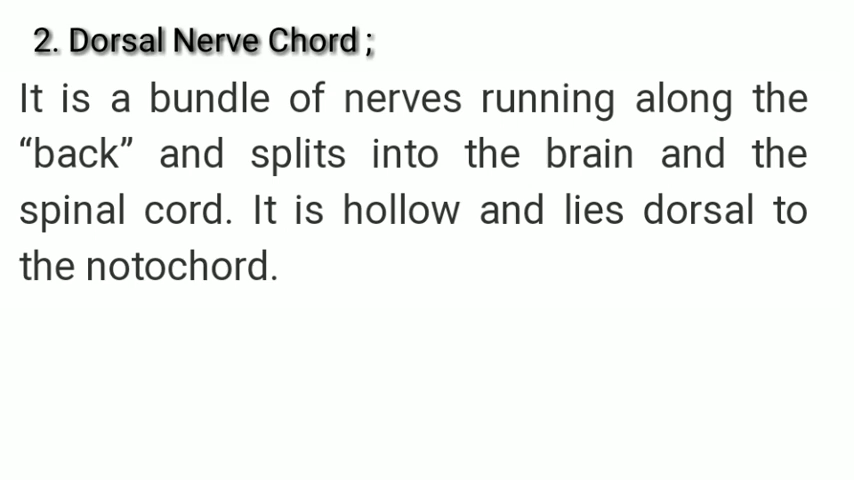 2. Dorsal Nerve Chord ;
It is a bundle of nerves running along the
“back” and splits into the brain and the
spinal cord. It is hollow and lies dorsal to
the notochord.